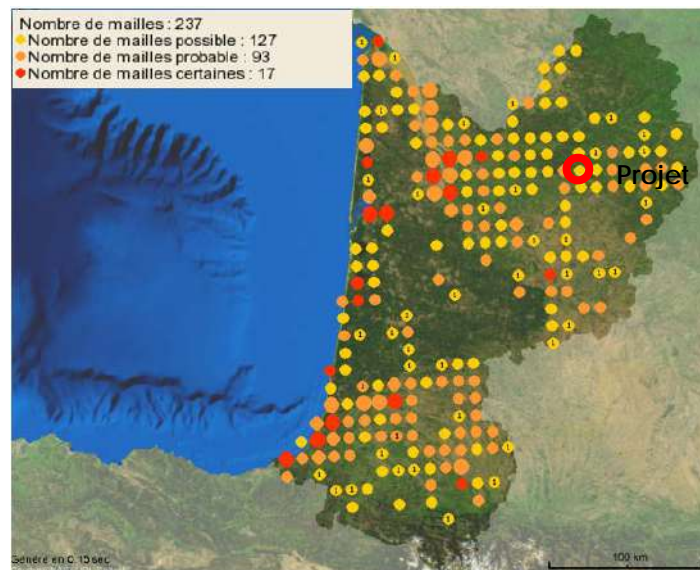 Nombre de mailles : 237
Nombre de mailles possible : 127
Nombre de mailles probable : 93
Nombre de mailles certaines : 17
Projet
Généré en 0.15 sec
100 km